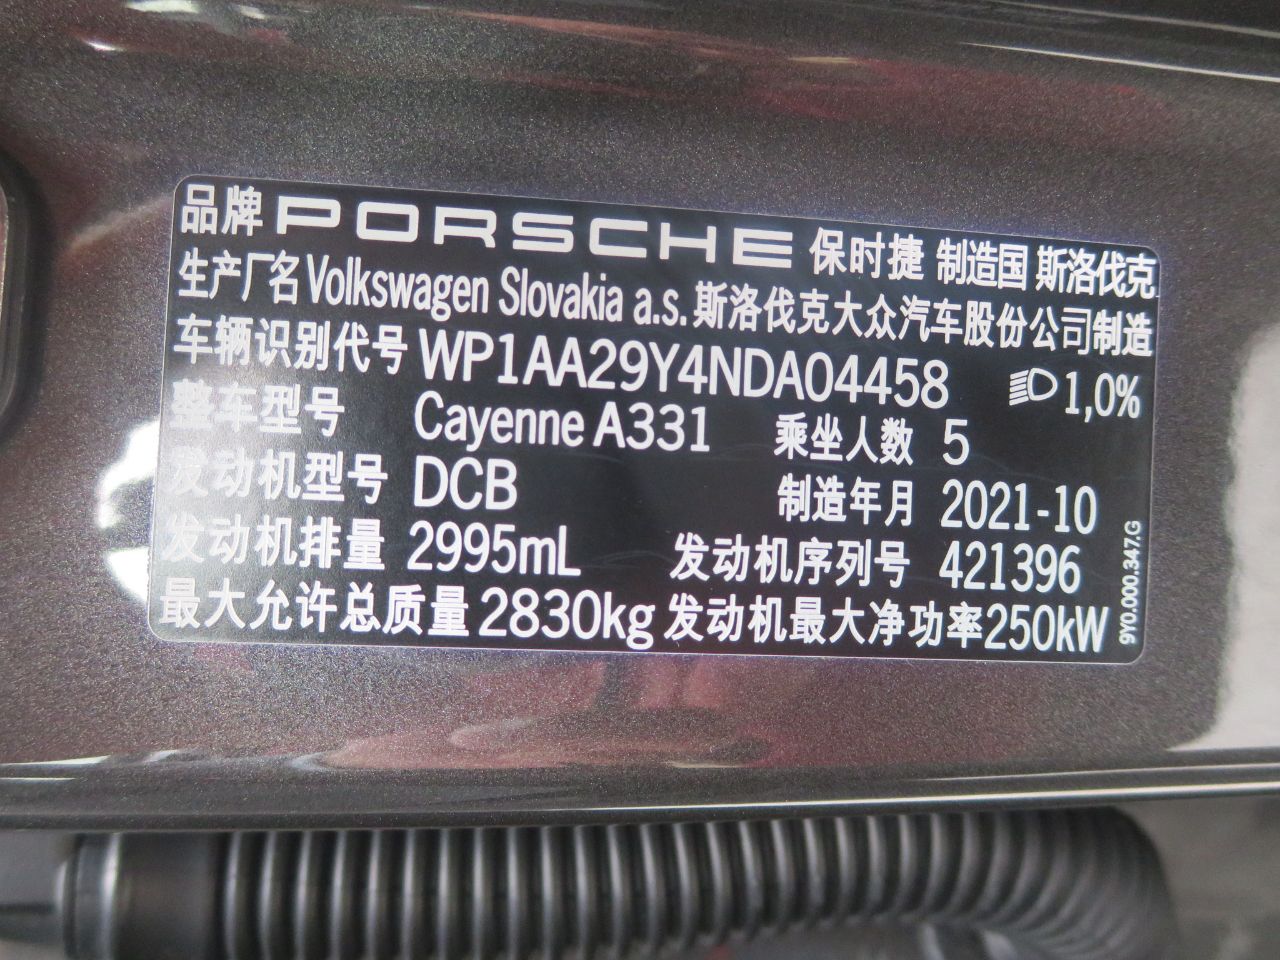 品牌 PORSCHE 保时捷 制造国 斯洛伐克
生产厂名 Volkswagen Slovakia a.s. 斯洛伐克大众汽车股份公司制造
车辆识别代号 WP1AA29Y4NDA04458 1,0%
整车型号 Cayenne A331 乘坐人数 5
发动机型号 DCB 制造年月 2021-10
发动机排量 2995mL 发动机序列号 421396
最大允许总质量 2830kg 发动机最大净功率 250kW
9Y0.000.347.G